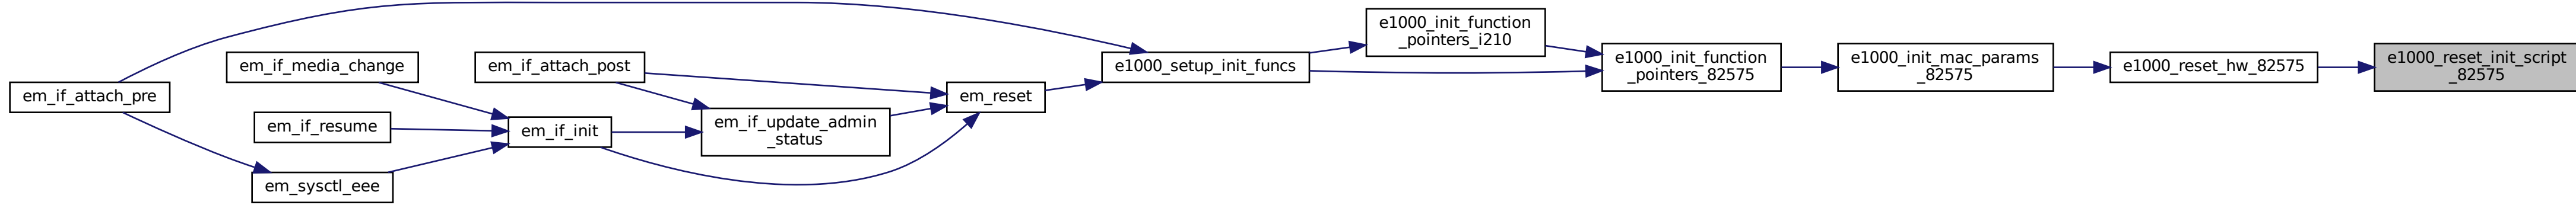 em_if_attach_pre
em_if_media_change
em_if_resume
em_sysctl_eee
em_if_attach_post
em_if_init
em_if_update_admin
_status
em_reset
e1000_setup_init_funcs
e1000_init_function
_pointers_i210
e1000_init_function
_pointers_82575
e1000_init_mac_params
_82575
e1000_reset_hw_82575
e1000_reset_init_script
_82575